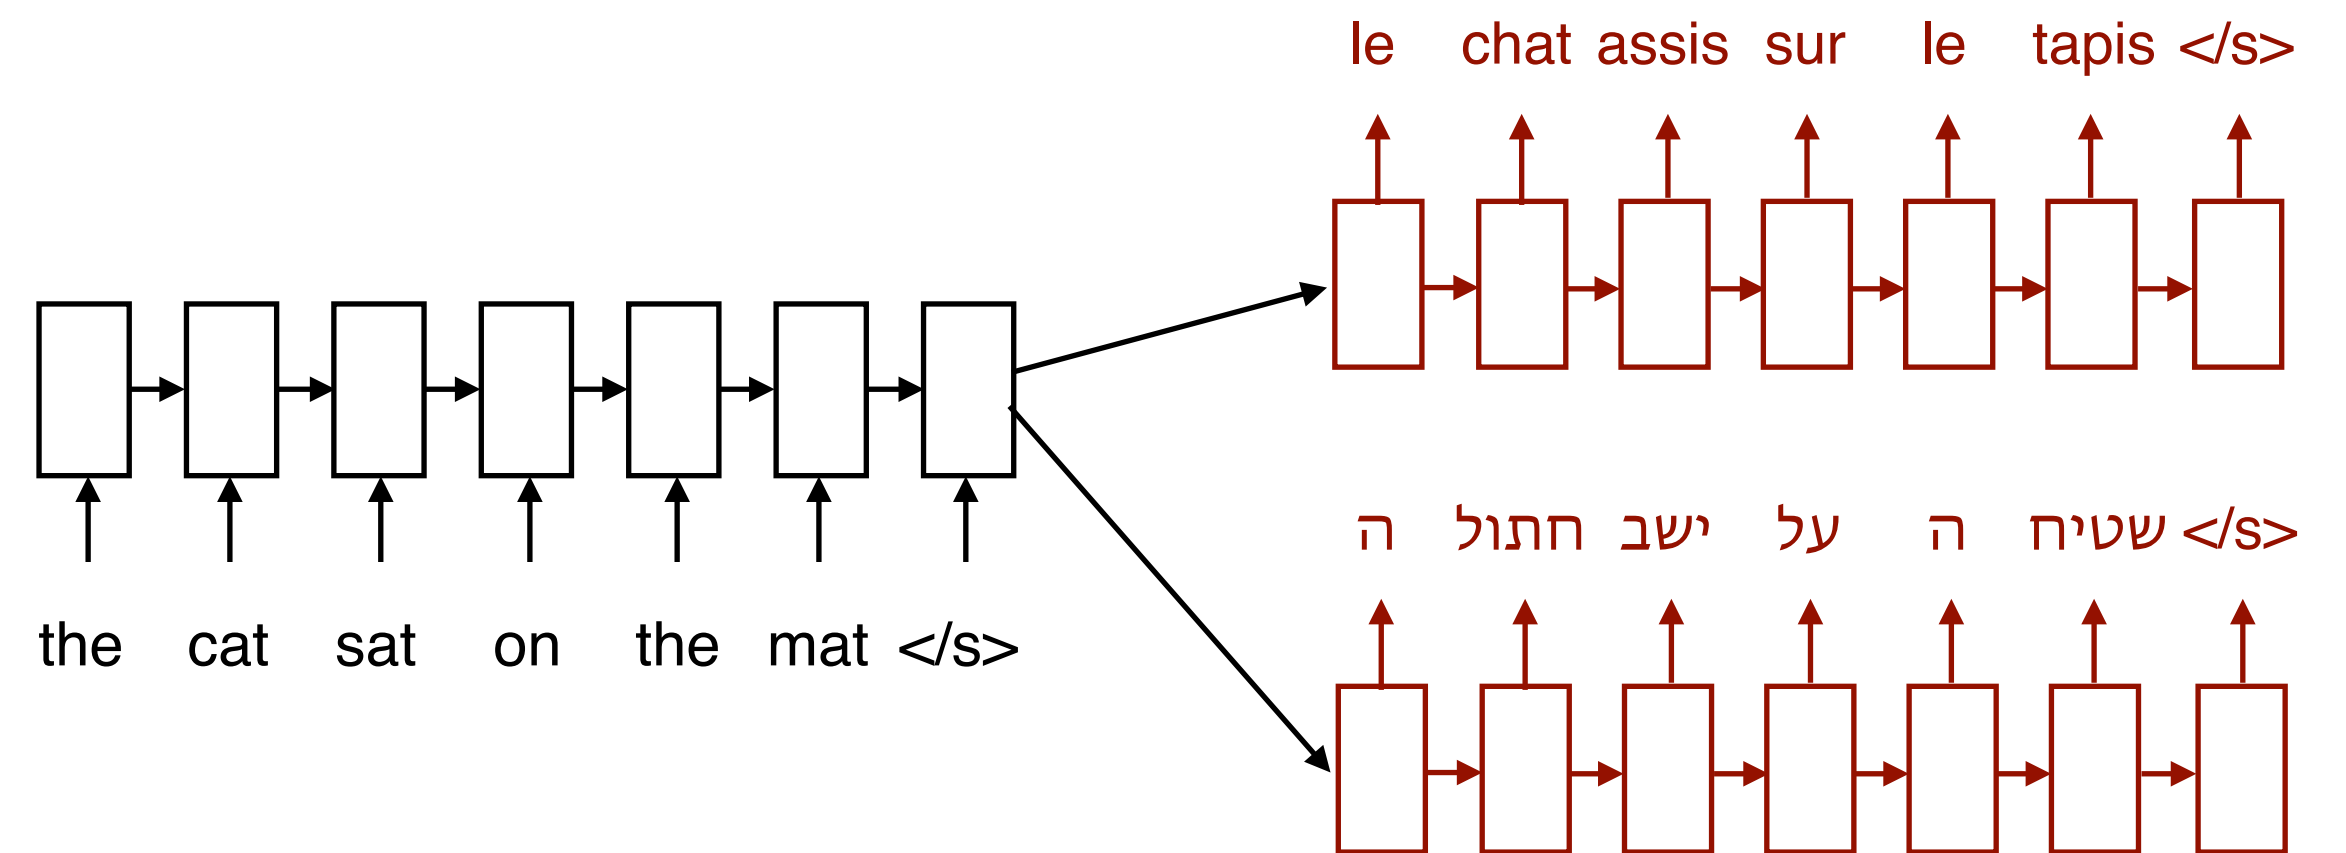 le chat assis sur le tapis </s>
ה חתול ישב על ה שטיח </s>
the cat sat on the mat </s>